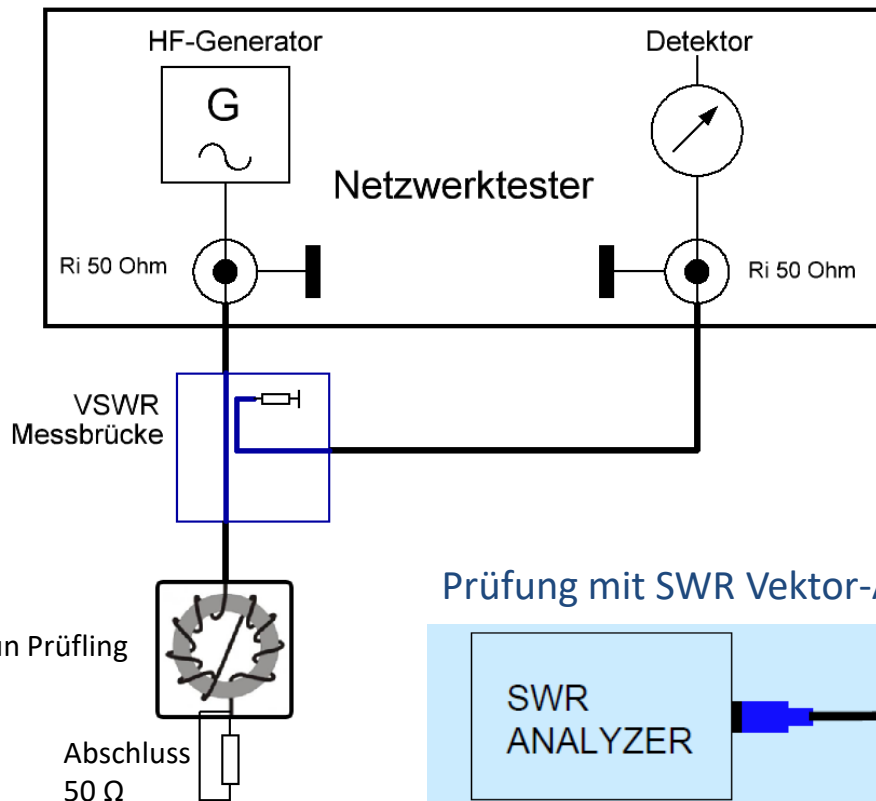 HF-Generator
Detektor
G
Netzwerktester
Ri 50 Ohm
Ri 50 Ohm
VSWR
Messbrücke
Prüfung mit SWR Vektor-
Prüfling
SWR
ANALYZER
Abschluss
50 Ω